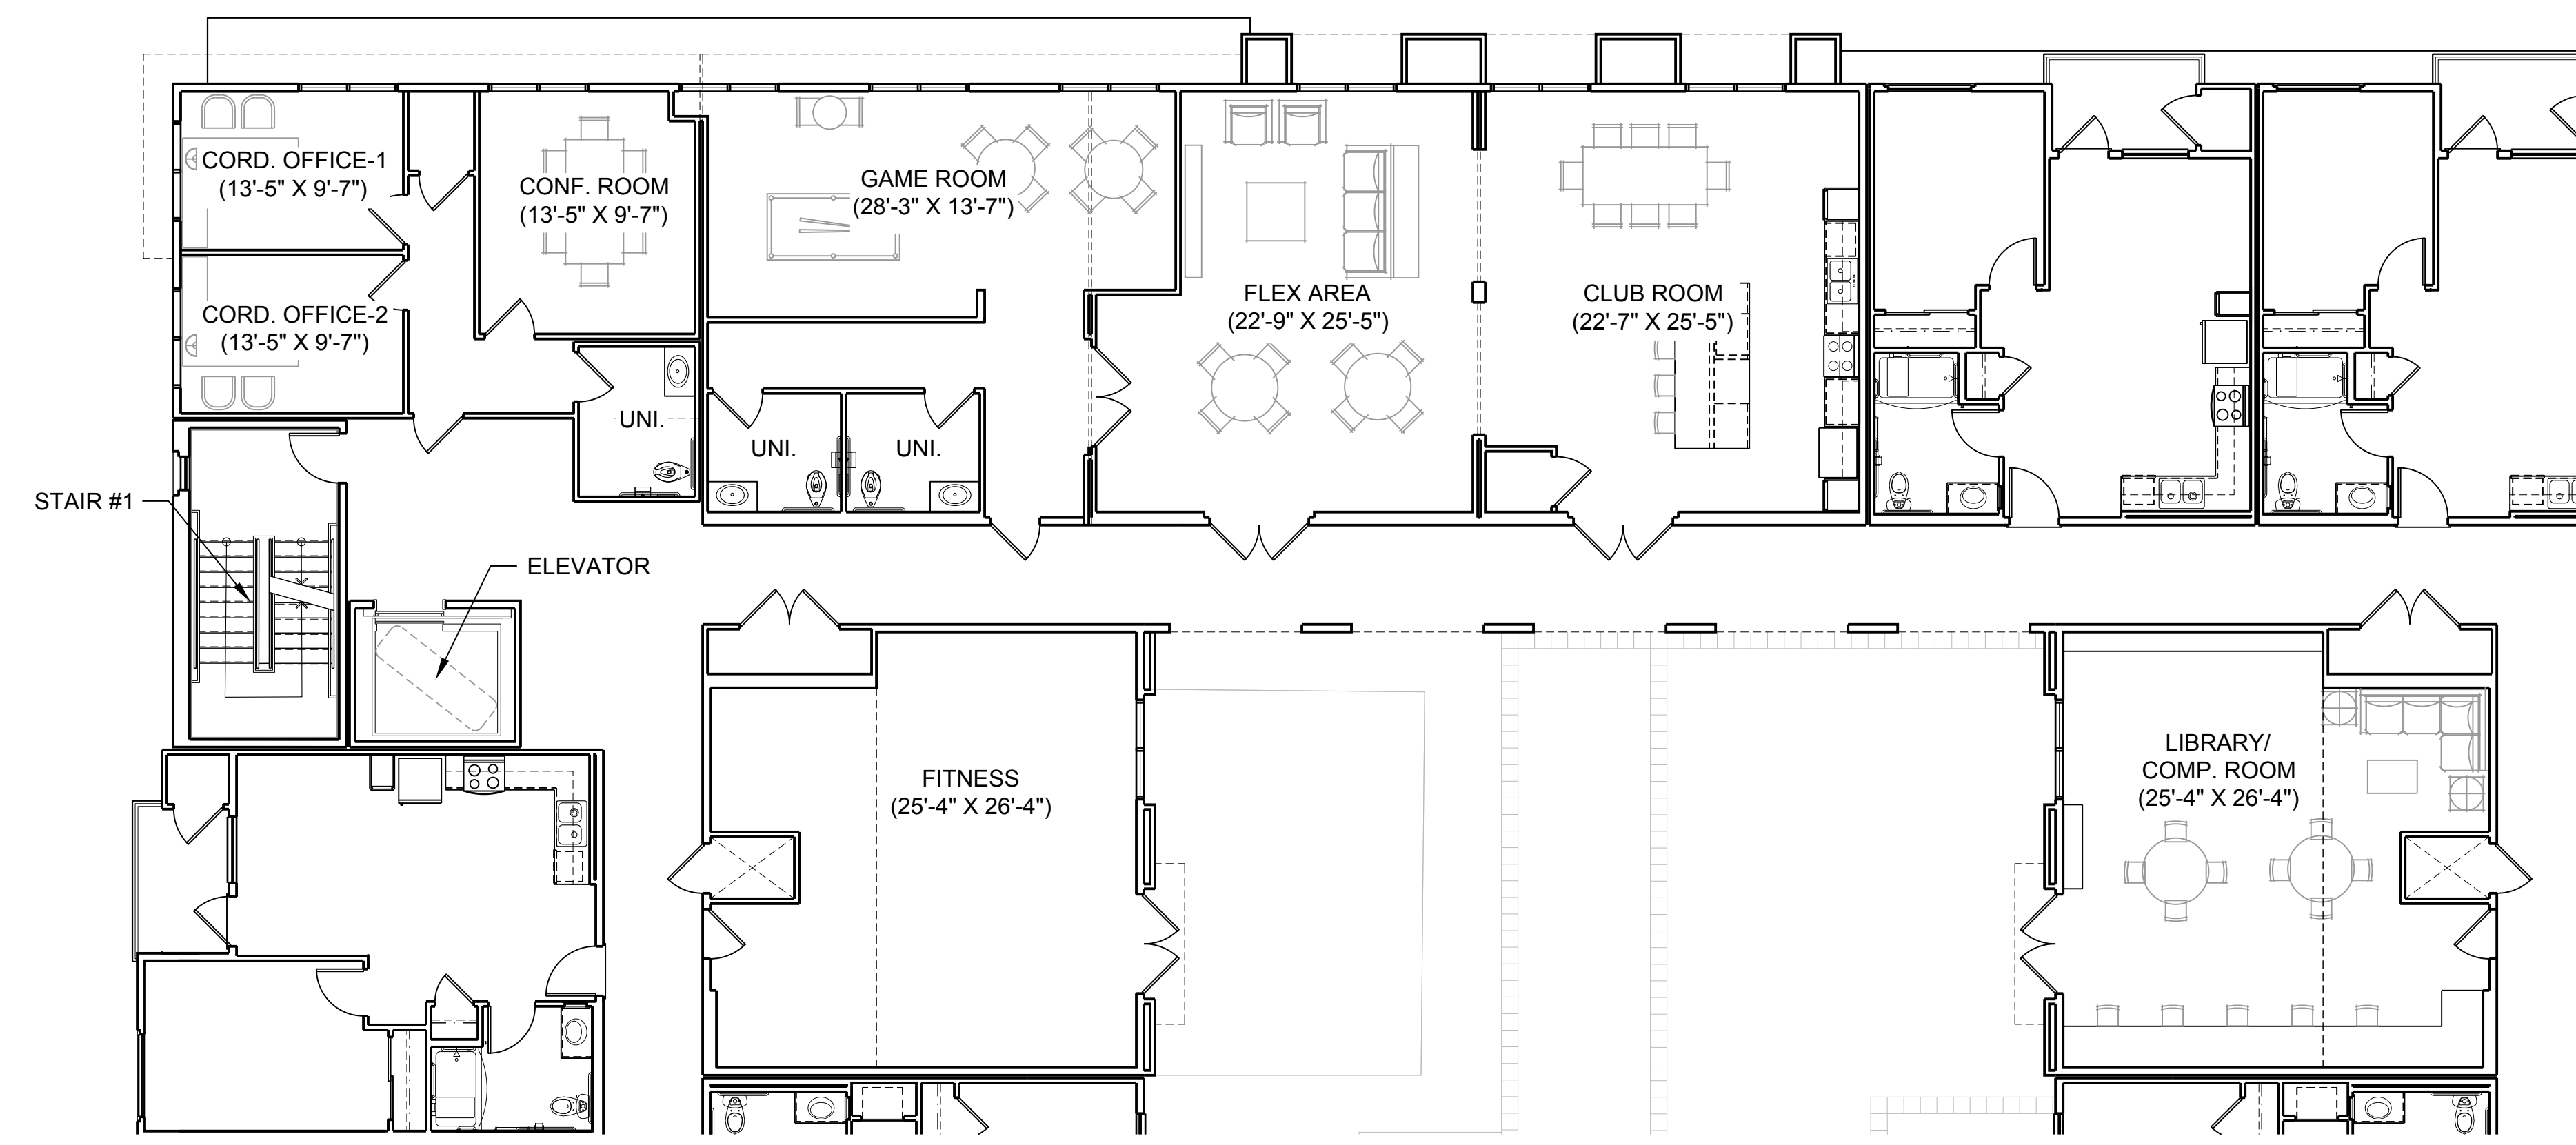 CORD. OFFICE-1
(13'-5" X 9'-7")
CONF. ROOM
(13'-5" X 9'-7")
GAME ROOM
(28'-3" X 13'-7")
CORD. OFFICE-2
(13'-5" X 9'-7")
FLEX AREA
(22'-9" X 25'-5")
CLUB ROOM
(22'-7" X 25'-5")
UNI.
UNI.
UNI.
STAIR #1
ELEVATOR
FITNESS
(25'-4" X 26'-4")
LIBRARY/
COMP. ROOM
(25'-4" X 26'-4")